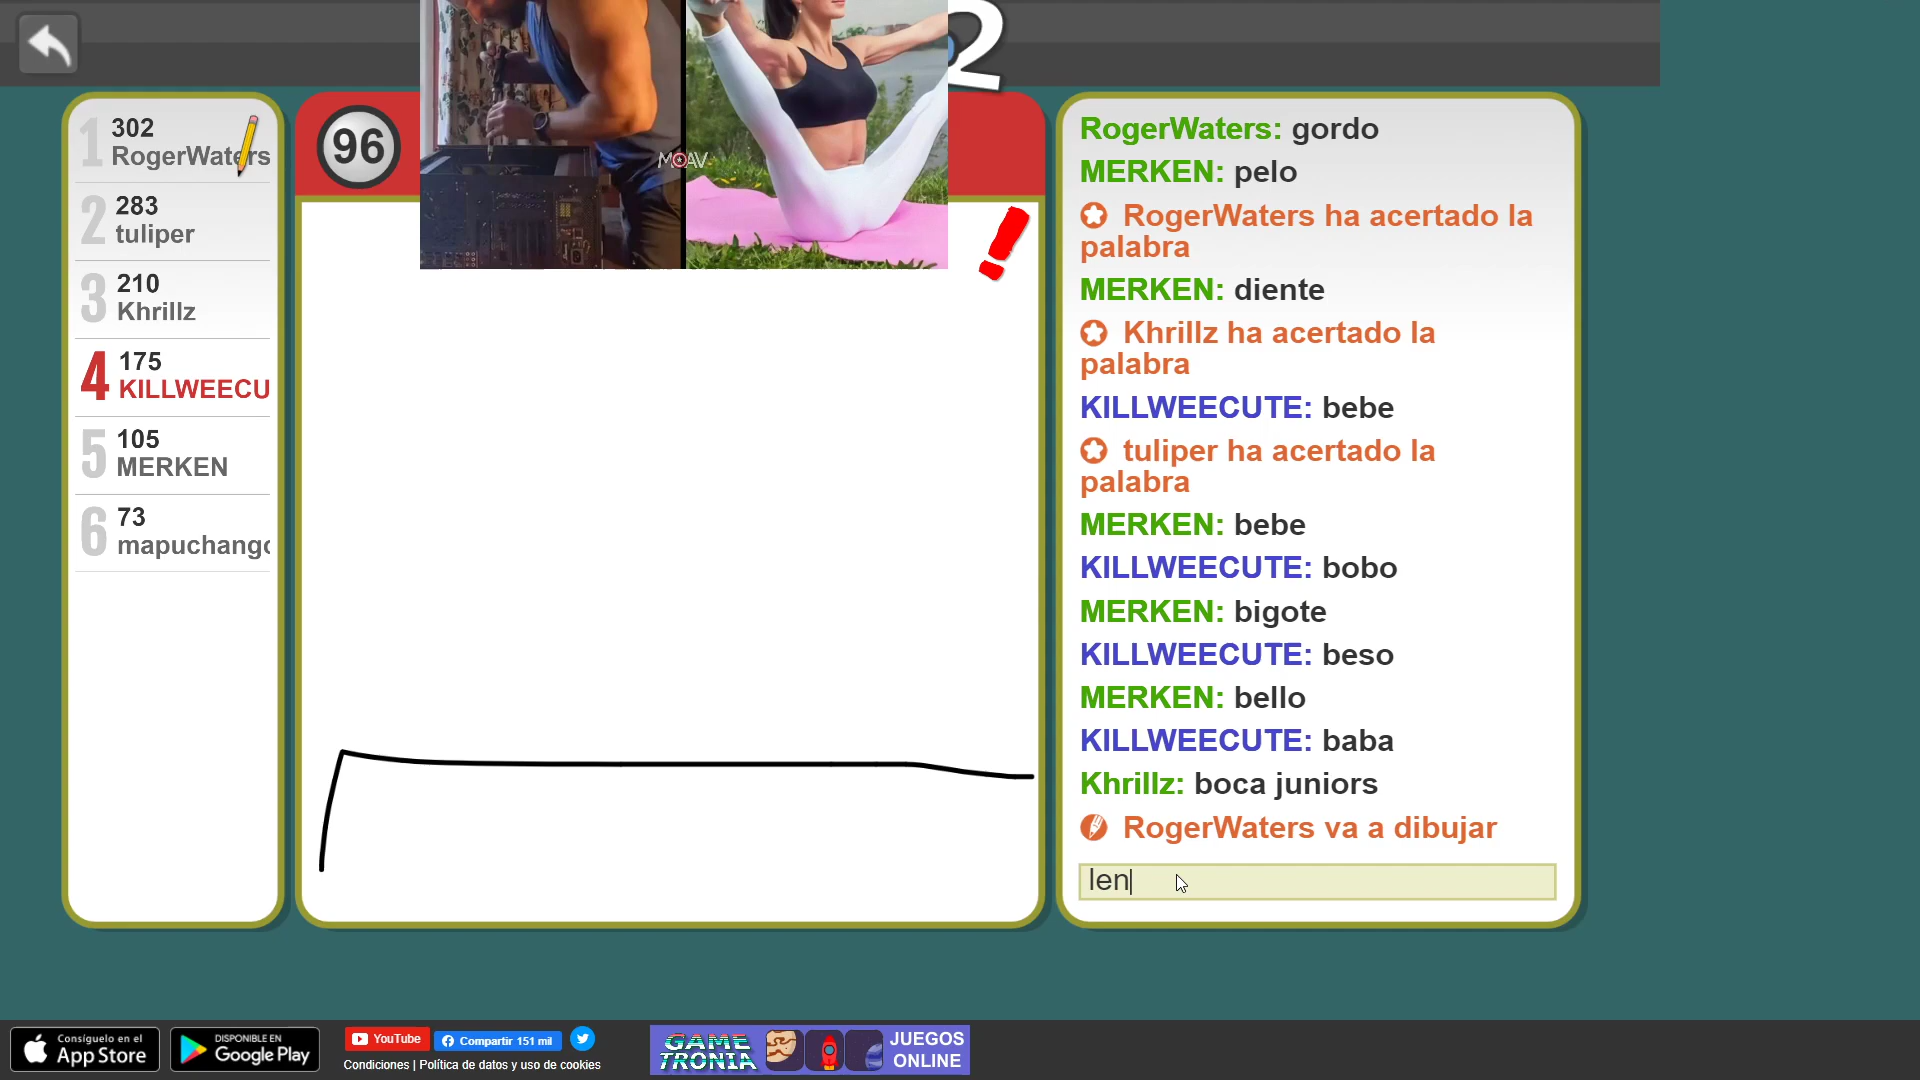 2
1
302
RogerWaters
2
283
tuliper
3
210
Khrillz
4
175
KILLWEECU
5
105
MERKEN
6
73
mapuchango
96
MOAV
!
RogerWaters: gordo
MERKEN: pelo
RogerWaters ha acertado la
palabra
MERKEN: diente
Khrillz ha acertado la
palabra
KILLWEECUTE: bebe
tuliper ha acertado la
palabra
MERKEN: bebe
KILLWEECUTE: bobo
MERKEN: bigote
KILLWEECUTE: beso
MERKEN: bello
KILLWEECUTE: baba
Khrillz: boca juniors
RogerWaters va a dibujar
len
Consíguelo en el
App Store
DISPONIBLE EN
Google Play
YouTube
Compartir 151 mil
Condiciones | Política de datos y uso de cookies
GAME
TRONIA
JUEGOS
ONLINE